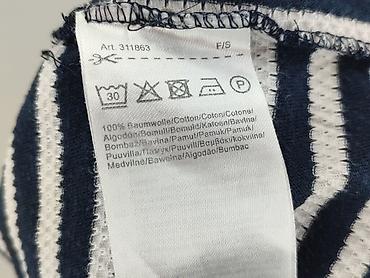 Art. 311863 F/S
30 P
100% Baumwolle/Cotton/Coton/Cotone/
Algodón/Bomull/Bomuld/Katoen/Bavlna/
Bombaž/Bavlna/Pamut/Pamuk/Pamuk/
Puuvilla/Памук/Puuvill/Bumbac/kokvilna/
Medvilnė/Bawełna/Algodão/Bumbac